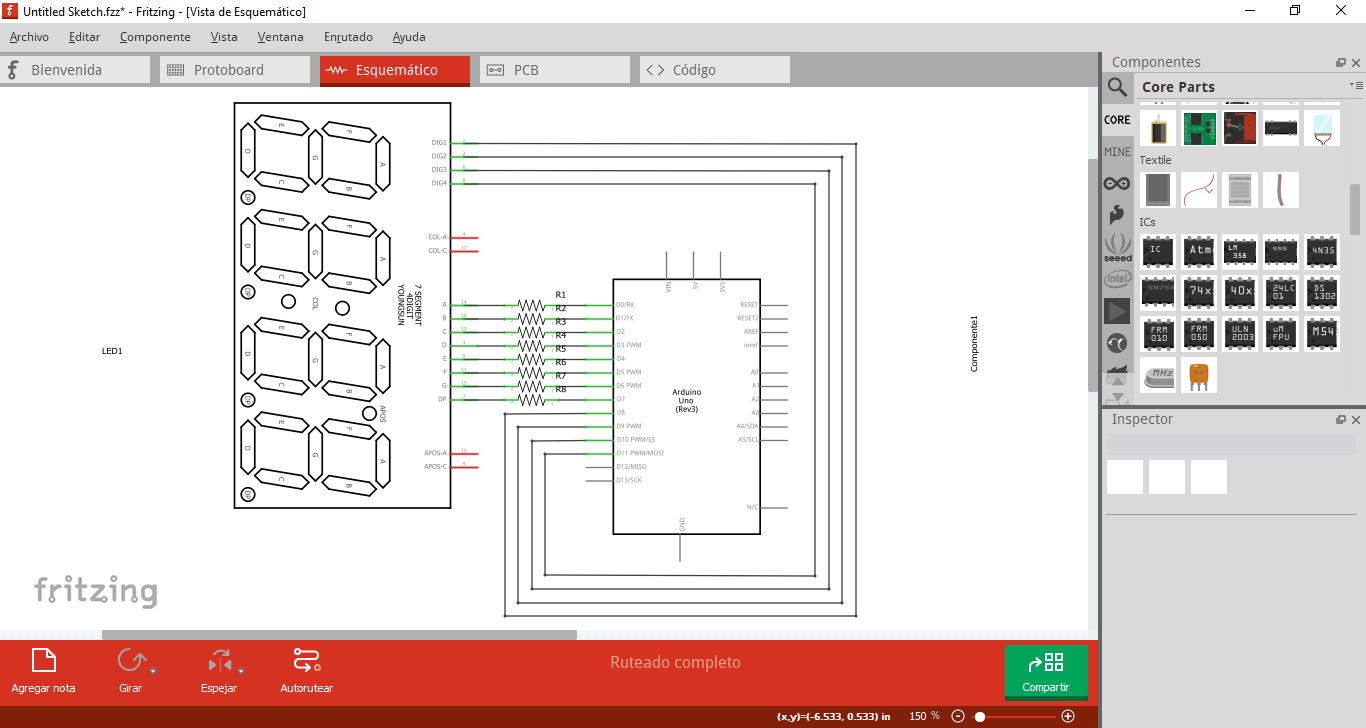 Untitled Sketch.fzz* - Fritzing - [Vista de Esquemático]
Archivo Editar Componente Vista Ventana Enrutado Ayuda
Bienvenida Protoboard Esquemático PCB Código
Componentes
Core Parts
CORE
MINE
Textile
ICs
seeed
intel
IC Atm LM 358 555 4N35
SN754 74x 40x 24LC 01 DS 1302
FRM 010 FRM 050 ULN 2003 uM FPU M54
MHz
Inspector
LED1
E F D G A C B DP
E F D G A C B DP
COL
E F D G A C B DP
APOS
E F D G A C B DP
7 SEGMENT
4DIGIT
YOUNGSUN
DIG1
DIG2
DIG3
DIG4
COL-A
COL-C
A
B
C
D
E
F
G
DP
APOS-A
APOS-C
R1
R2
R3
R4
R5
R6
R7
R8
VIN 5V 3V3
D0/RX RESET
D1/TX RESET2
D2 AREF
D3 PWM ioref
D4
D5 PWM A0
D6 PWM A1
D7 A2
D8 A3
D9 PWM A4/SDA
D10 PWM/SS A5/SCL
D11 PWM/MOSI
D12/MISO
D13/SCK
N/C
GND
Arduino
Uno
(Rev3)
Componente1
fritzing
Agregar nota Girar Espejar Autorutear Ruteado completo Compartir
(x,y)=(-6.533, 0.533) in 150 %